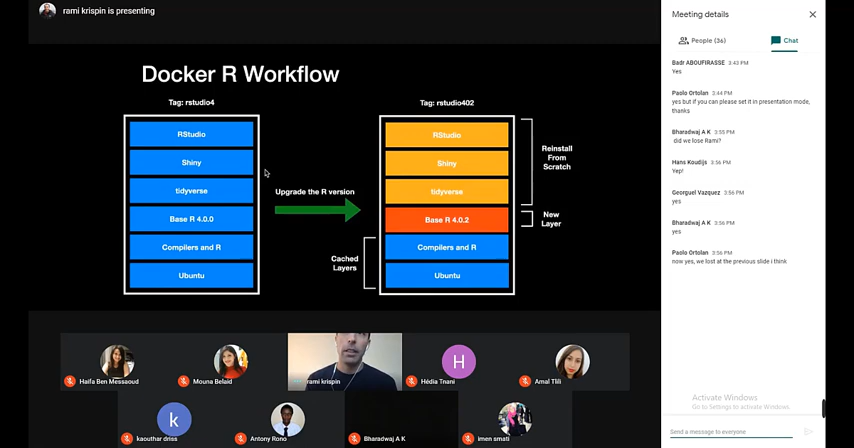 rami krispin is presenting
Docker R Workflow
Tag: rstudio4
RStudio
Shiny
tidyverse
Base R 4.0.0
Compilers and R
Ubuntu
Upgrade the R version
Tag: rstudio402
RStudio
Shiny
tidyverse
Base R 4.0.2
Compilers and R
Ubuntu
Reinstall
From
Scratch
New
Layer
Cached
Layers
Haifa Ben Messaoud
Mouna Belaid
rami krispin
H
Hédia Tnani
Amal Tlili
k
kaouthar driss
Antony Rono
Bharadwaj A K
imen smati
Meeting details
People (36)
Chat
Badr ABOUFIRASSE 3:43 PM
Yes
Paolo Ortolan 3:44 PM
yes but if you can please set it in presentation mode,
thanks
Bharadwaj A K 3:55 PM
did we lose Rami?
Hans Koudijs 3:56 PM
Yep!
Georguel Vazquez 3:56 PM
yes
Bharadwaj A K 3:56 PM
yes
Paolo Ortolan 3:56 PM
now yes, we lost at the previous slide i think
Activate Windows
Go to Settings to activate Windows.
Send a message to everyone